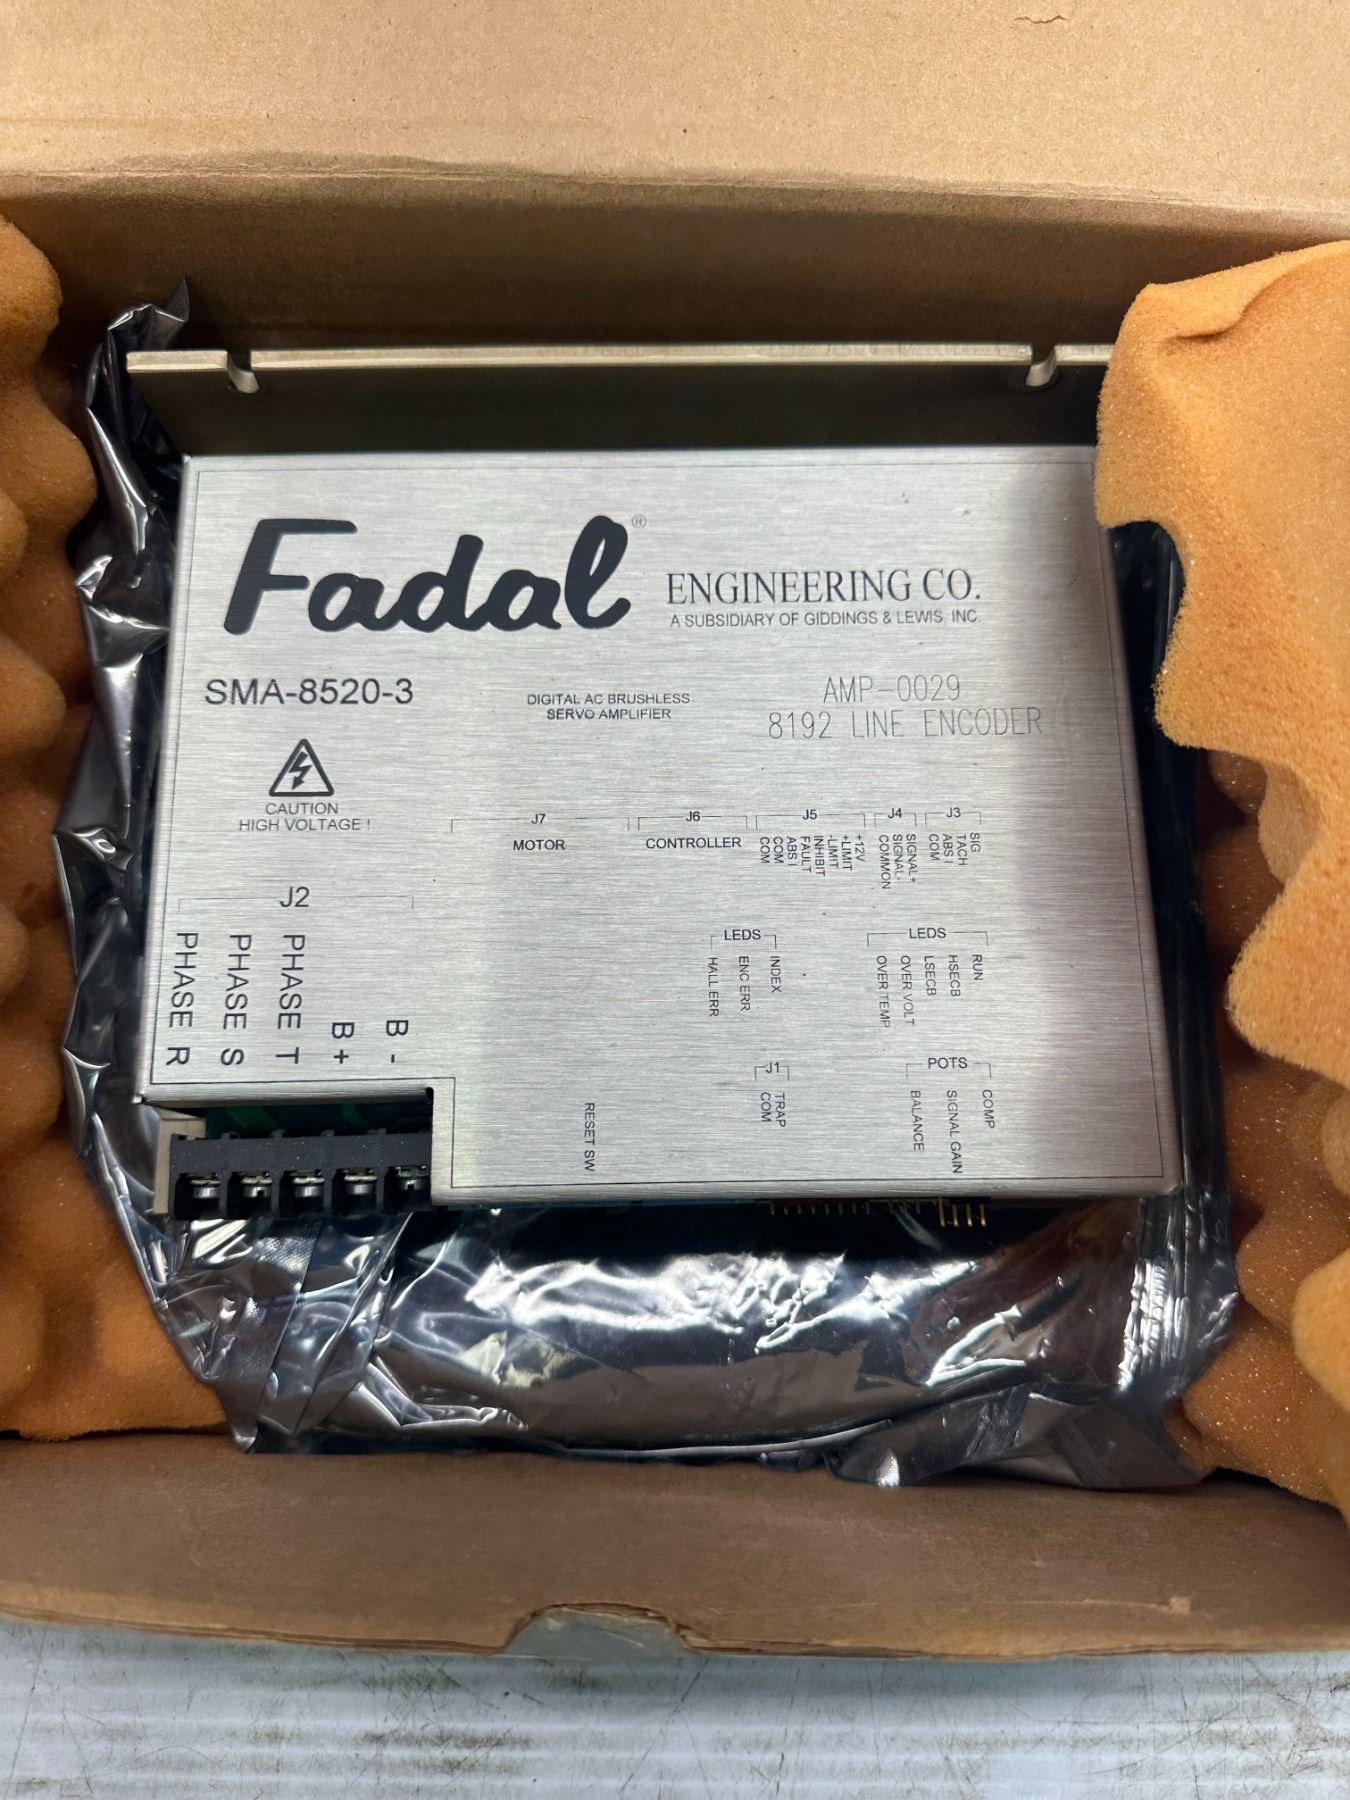 Fadal®
ENGINEERING CO.
A SUBSIDIARY OF GIDDINGS & LEWIS, INC.
SMA-8520-3
DIGITAL AC BRUSHLESS
SERVO AMPLIFIER
AMP-0029
8192 LINE ENCODER
CAUTION
HIGH VOLTAGE !
J7
MOTOR
J6
CONTROLLER
J5
+12V
+LIMIT
-LIMIT
INHIBIT
FAULT
ABS I
COM
COM
J4
SIGNAL+
SIGNAL-
COMMON
J3
SIG
TACH
ABS I
COM
J2
PHASE R
PHASE S
PHASE T
B +
B -
LEDS
INDEX
ENC ERR
HALL ERR
LEDS
RUN
HSECB
LSECB
OVER VOLT
OVER TEMP
J1
TRAP
COM
POTS
COMP
SIGNAL GAIN
BALANCE
RESET SW